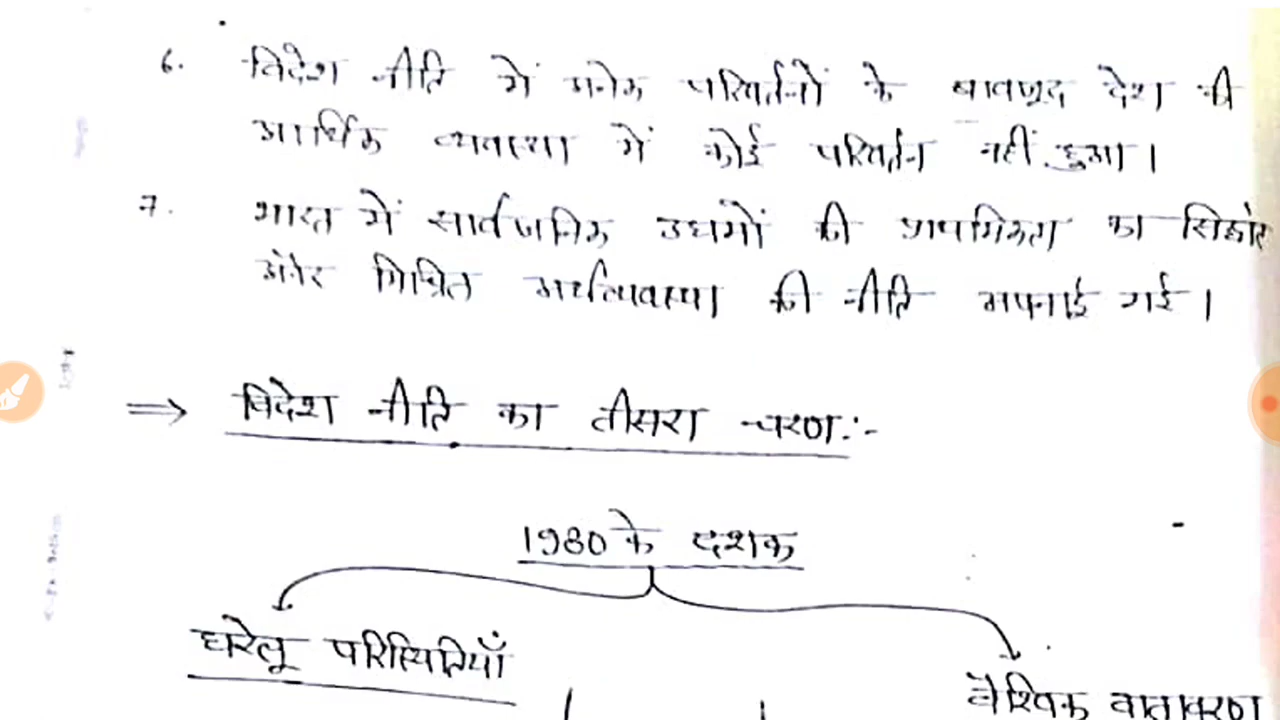 6. विदेश नीति में अनेक परिवर्तनों के बावजूद देश की
आर्थिक व्यवस्था में कोई परिवर्तन नहीं हुआ।
7. भारत में सार्वजनिक उद्यमों की प्राथमिकता का
और मिश्रित अर्थव्यवस्था की नीति अपनाई गई।
⇒ विदेश नीति का तीसरा चरण:-
1980 के दशक
घरेलू परिस्थितियाँ
वैश्विक वातावरण